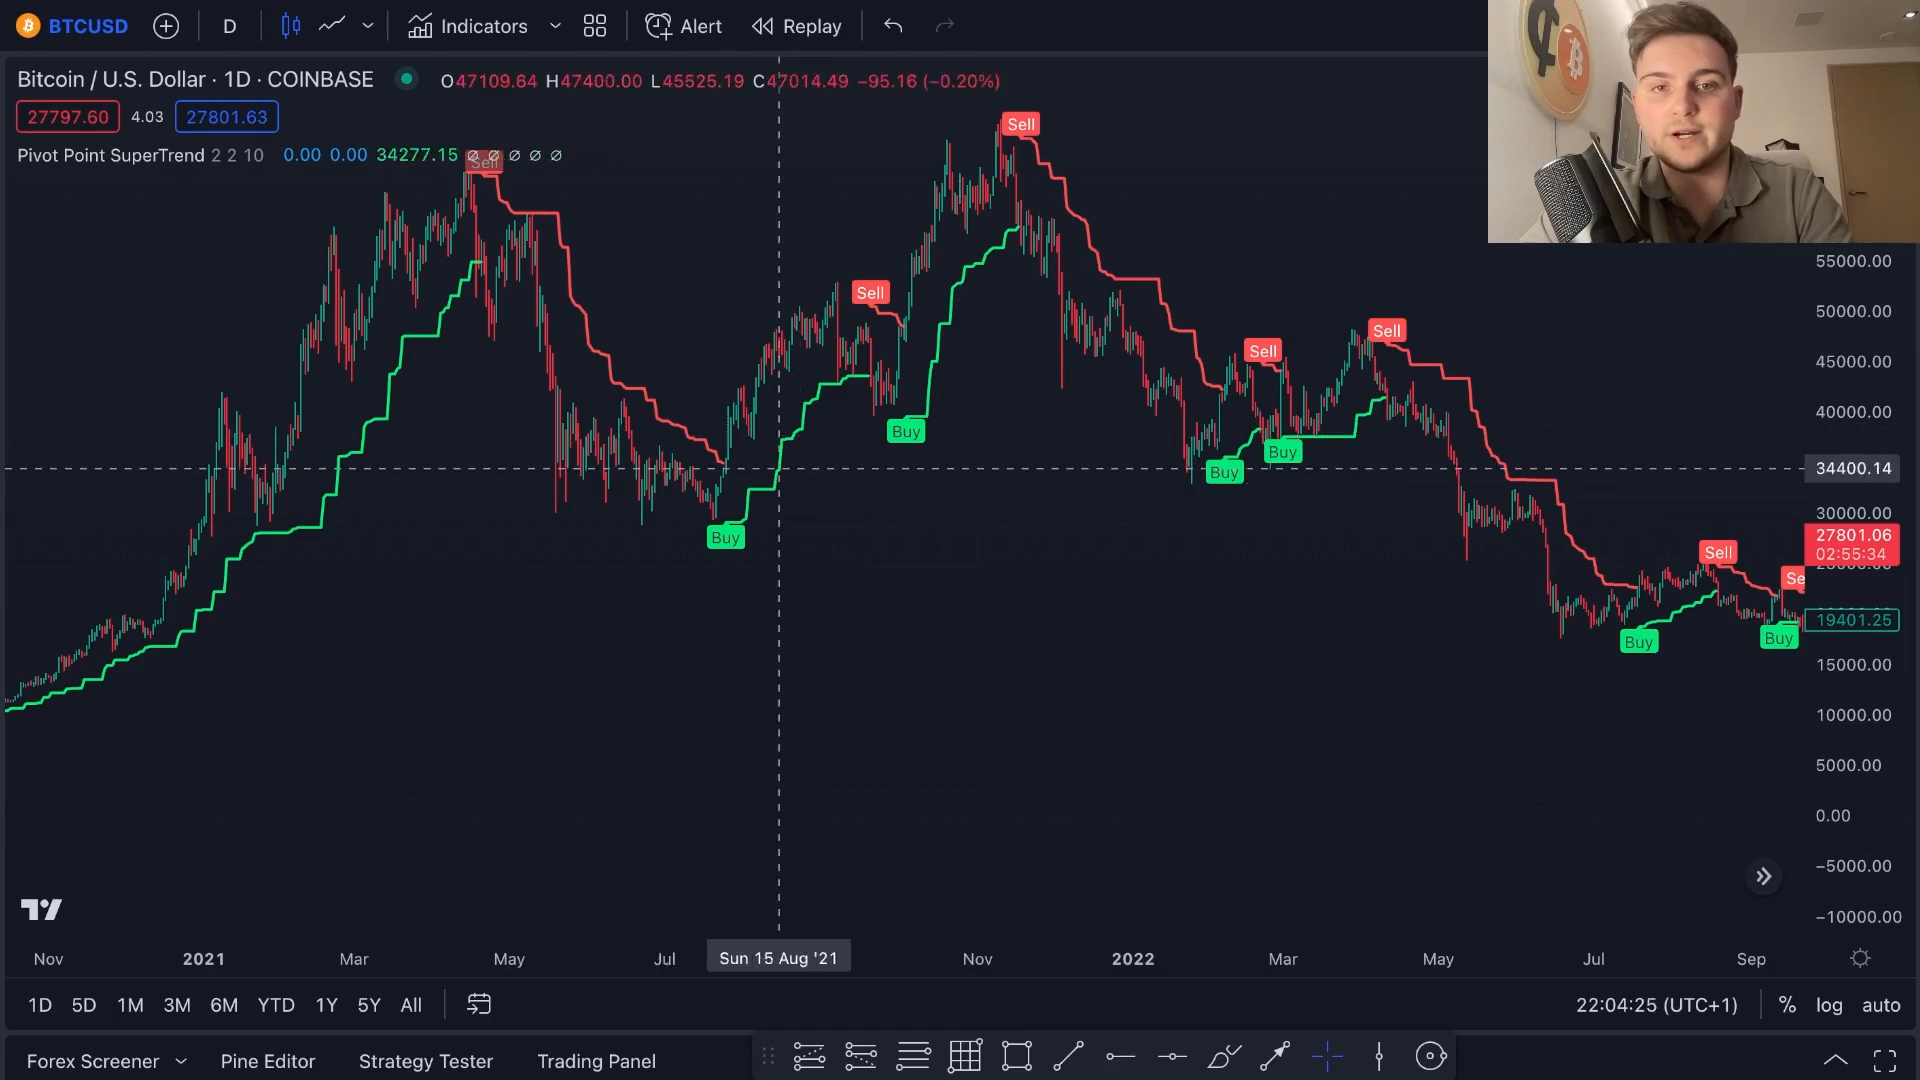 BTCUSD D Indicators Alert Replay
Bitcoin / U.S. Dollar · 1D · COINBASE O47109.64 H47400.00 L45525.19 C47014.49 −95.16 (−0.20%)
27797.60 4.03 27801.63
Pivot Point SuperTrend 2 2 10 0.00 0.00 34277.15 ∅ ∅ ∅ ∅ ∅
Sell
Sell
Sell
Sell
Sell
Sell
Se
Buy
Buy
Buy
Buy
Buy
Buy
55000.00
50000.00
45000.00
40000.00
34400.14
30000.00
27801.06
02:55:34
19401.25
15000.00
10000.00
5000.00
0.00
−5000.00
−10000.00
Nov 2021 Mar May Jul Sun 15 Aug '21 Nov 2022 Mar May Jul Sep
1D 5D 1M 3M 6M YTD 1Y 5Y All 22:04:25 (UTC+1) % log auto
Forex Screener Pine Editor Strategy Tester Trading Panel